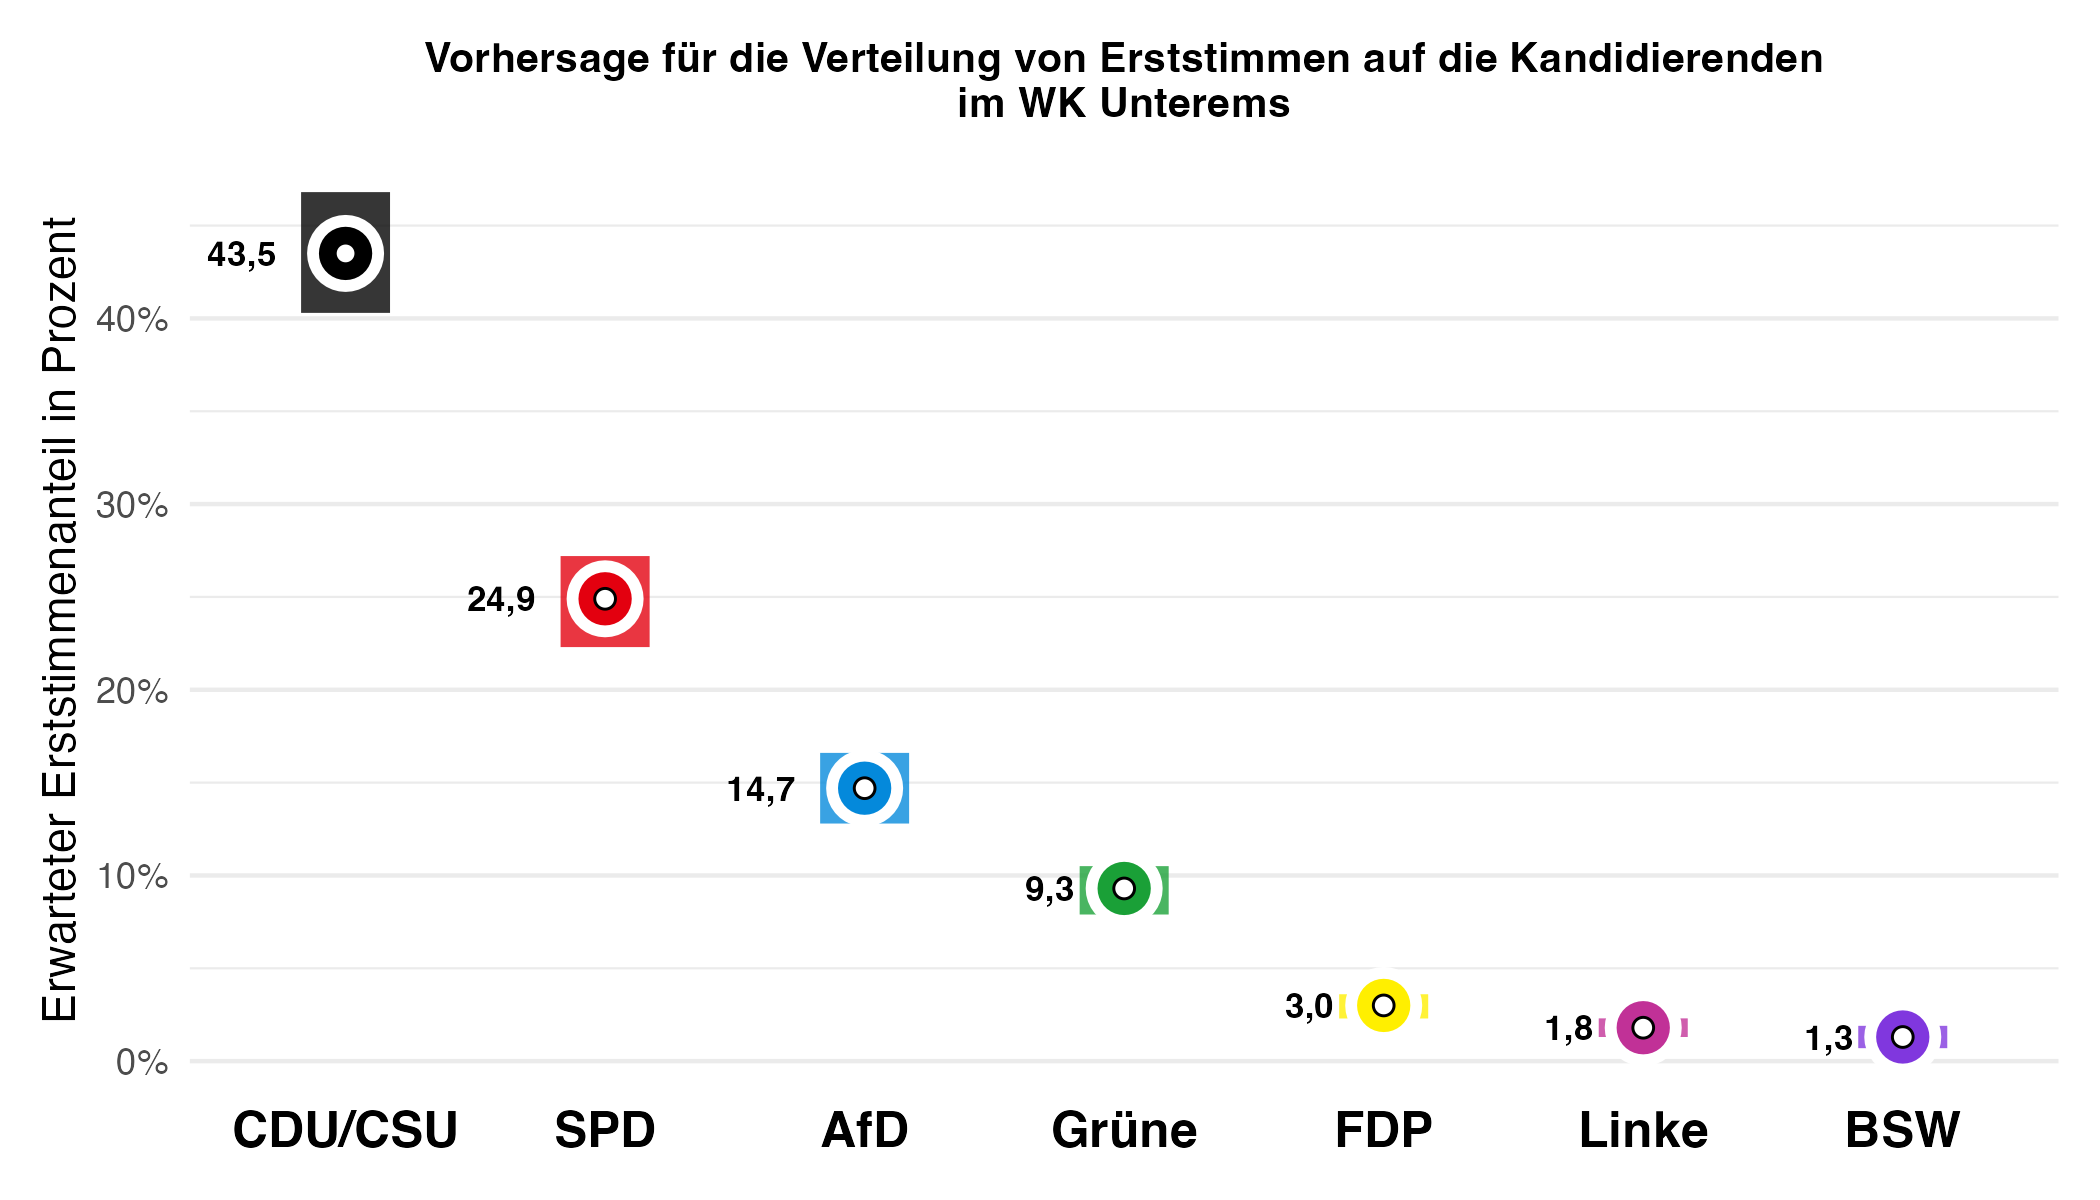 Vorhersage für die Verteilung von Erststimmen auf die Kandidierenden
im WK Unterems
Erwarteter Erststimmenanteil in Prozent
43,5
40%
30%
24,9
20%
14,7
10%
9,3
3,0
1,8
1,3
0%
CDU/CSU
SPD
AfD
Grüne
FDP
Linke
BSW